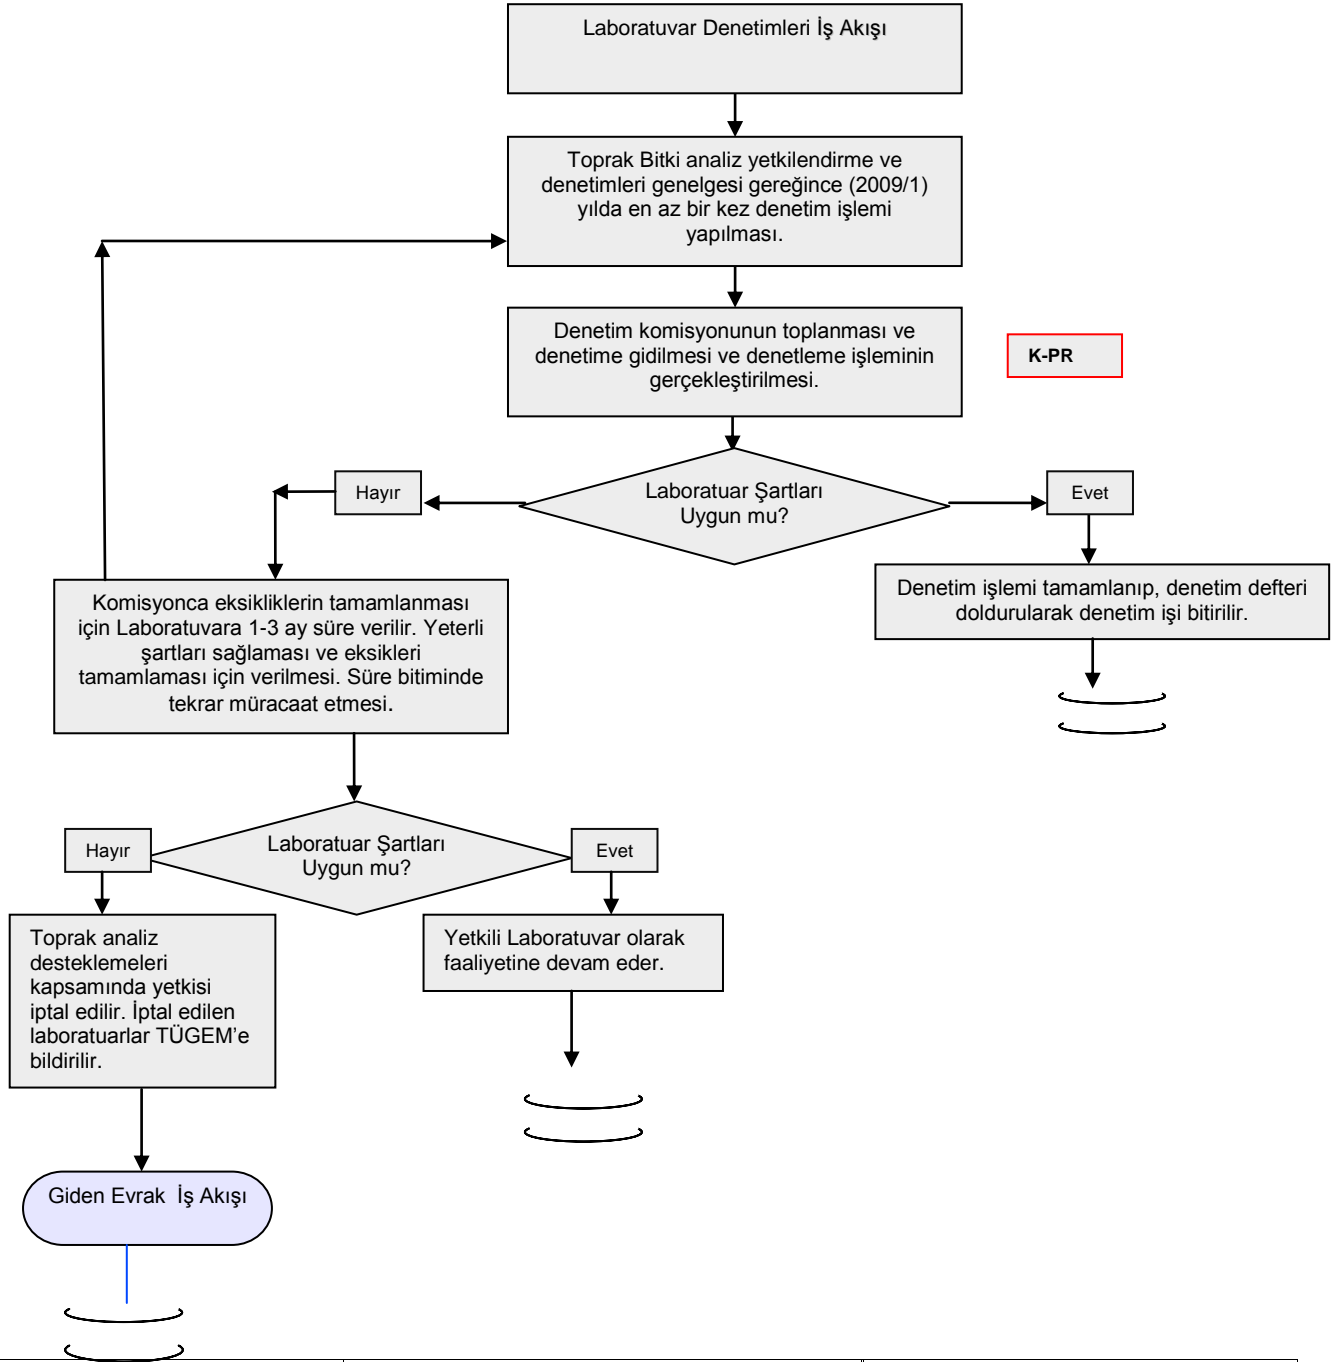 Laboratuvar Denetimleri İş Akışı
Toprak Bitki analiz yetkilendirme ve
denetimleri genelgesi gereğince (2009/1)
yılda en az bir kez denetim işlemi
yapılması.
Denetim komisyonunun toplanması ve
denetime gidilmesi ve denetleme işleminin
gerçekleştirilmesi.
K-PR
Laboratuar Şartları
Uygun mu?
Hayır
Evet
Komisyonca eksikliklerin tamamlanması
için Laboratuvara 1-3 ay süre verilir. Yeterli
şartları sağlaması ve eksikleri
tamamlaması için verilmesi. Süre bitiminde
tekrar müracaat etmesi.
Denetim işlemi tamamlanıp, denetim defteri
doldurularak denetim işi bitirilir.
Laboratuar Şartları
Uygun mu?
Hayır
Evet
Toprak analiz
desteklemeleri
kapsamında yetkisi
iptal edilir. İptal edilen
laboratuarlar TÜGEM’e
bildirilir.
Yetkili Laboratuvar olarak
faaliyetine devam eder.
Giden Evrak İş Akışı